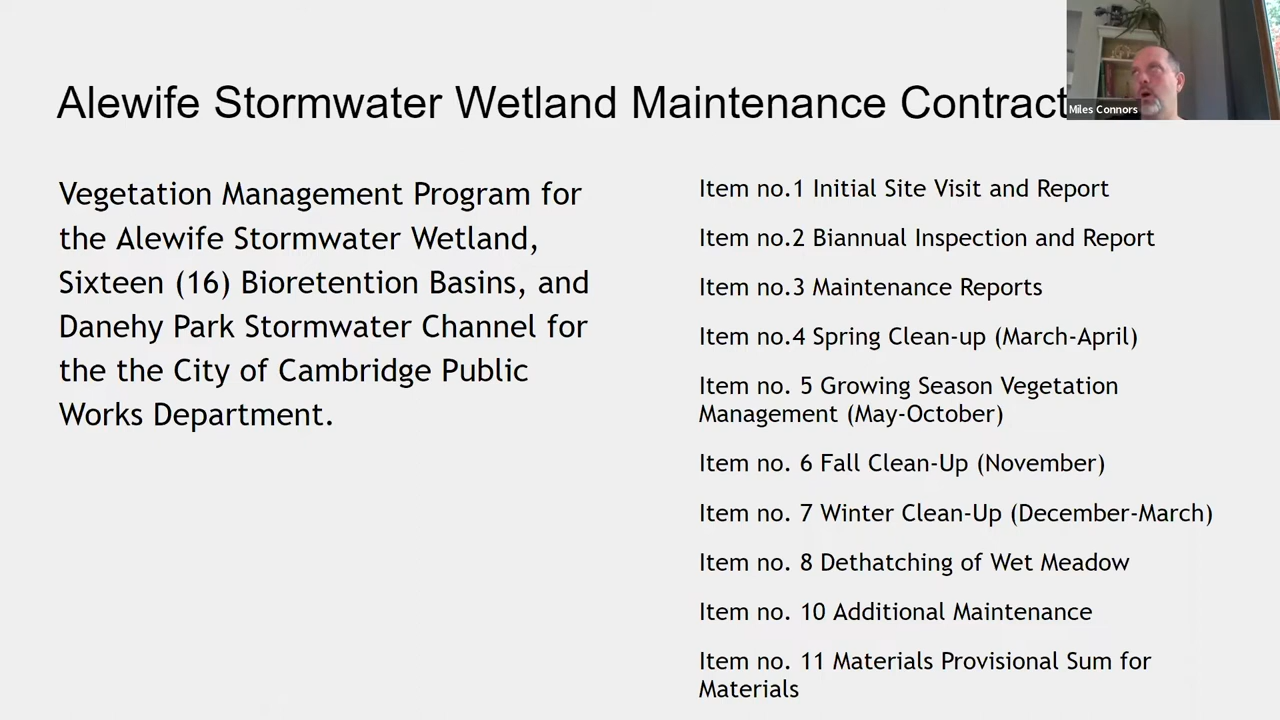 Alewife Stormwater Wetland Maintenance Contract
Miles Connors
Vegetation Management Program for
the Alewife Stormwater Wetland,
Sixteen (16) Bioretention Basins, and
Danehy Park Stormwater Channel for
the the City of Cambridge Public
Works Department.
Item no.1 Initial Site Visit and Report
Item no.2 Biannual Inspection and Report
Item no.3 Maintenance Reports
Item no.4 Spring Clean-up (March-April)
Item no. 5 Growing Season Vegetation
Management (May-October)
Item no. 6 Fall Clean-Up (November)
Item no. 7 Winter Clean-Up (December-March)
Item no. 8 Dethatching of Wet Meadow
Item no. 10 Additional Maintenance
Item no. 11 Materials Provisional Sum for
Materials